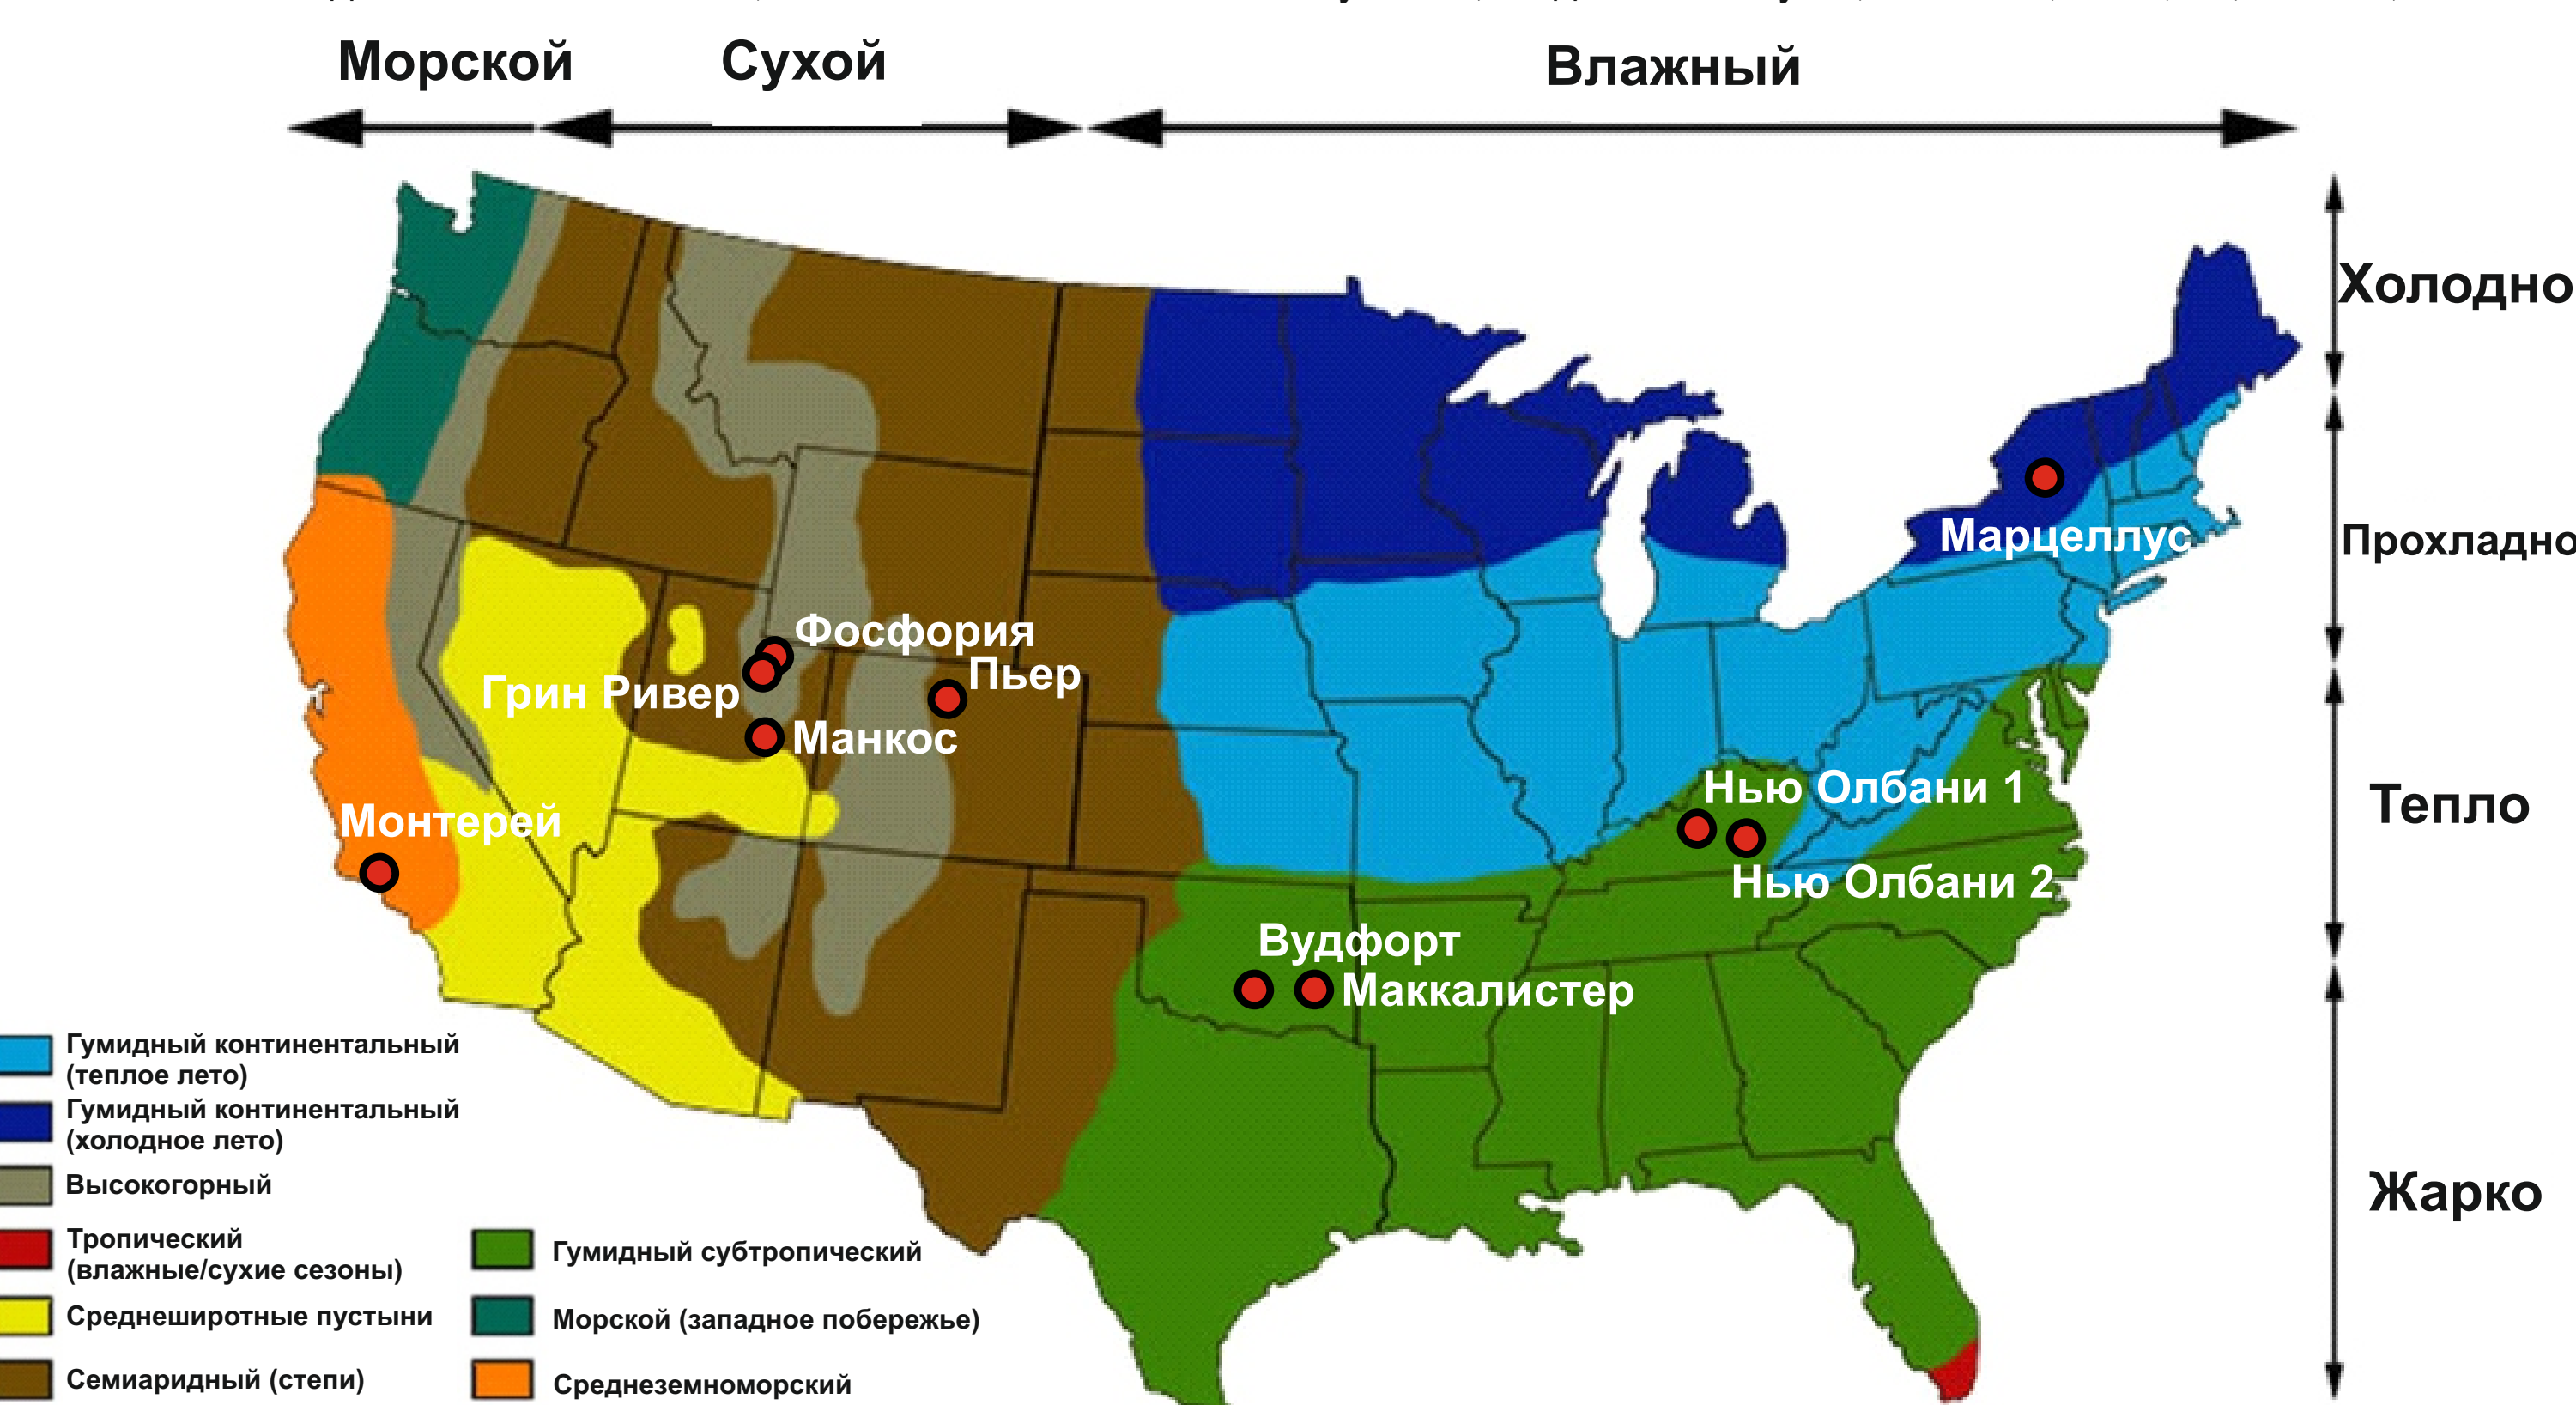 Морской
Сухой
Влажный
Холодно
Прохладно
Тепло
Жарко
Марцеллус
Фосфория
Пьер
Грин Ривер
Манкос
Монтерей
Нью Олбани 1
Нью Олбани 2
Вудфорт
Маккалистер
Гумидный континентальный
(теплое лето)
Гумидный континентальный
(холодное лето)
Высокогорный
Тропический
(влажные/сухие сезоны)
Среднеширотные пустыни
Семиаридный (степи)
Гумидный субтропический
Морской (западное побережье)
Среднеземноморский